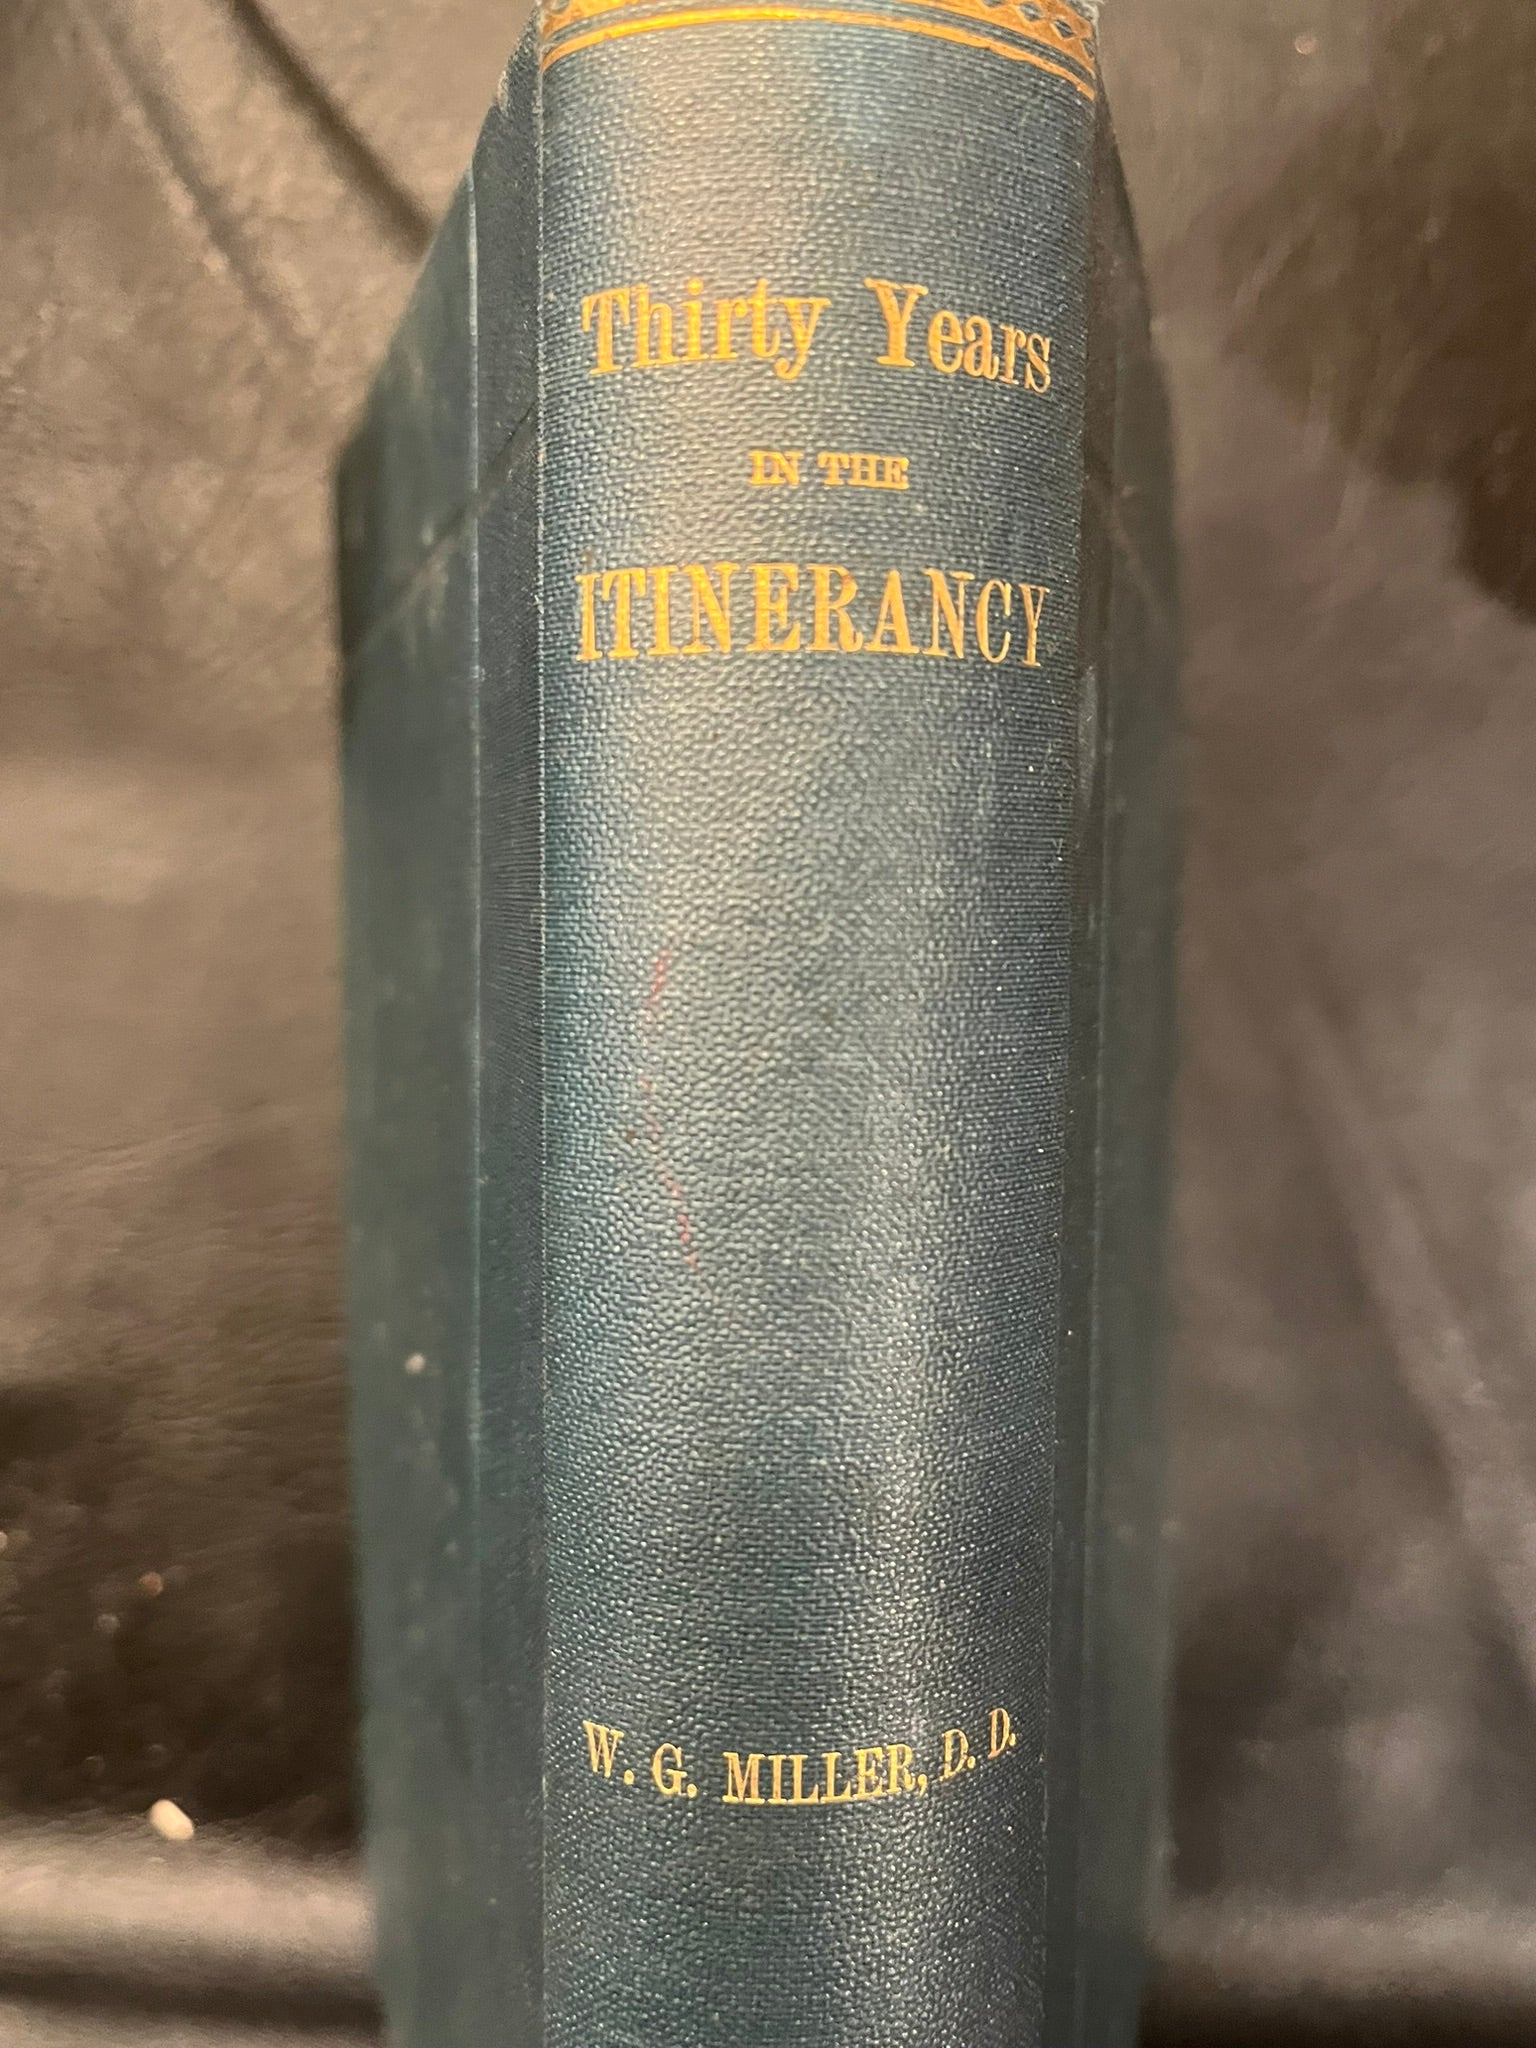 Thirty Years
IN THE
ITINERANCY
W. G. MILLER, D. D.